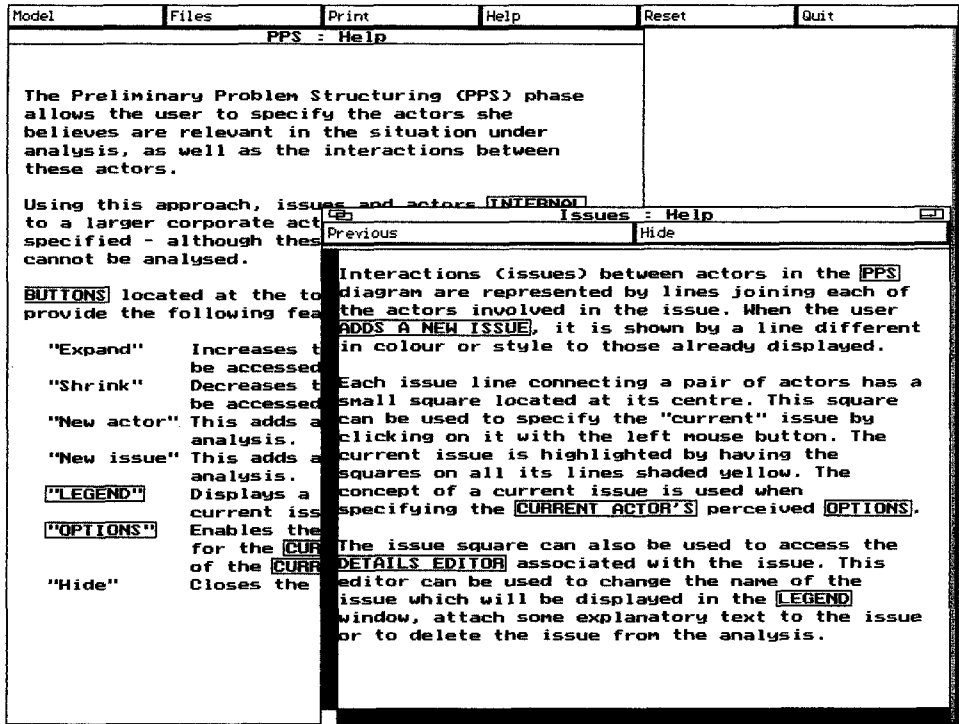 Model Files Print Help Reset Quit
PPS : Help
The Preliminary Problem Structuring (PPS) phase
allows the user to specify the actors she
believes are relevant in the situation under
analysis, as well as the interactions between
these actors.
Using this approach, issues and actors INTERNAL
to a larger corporate act
specified - although thes
cannot be analysed.
BUTTONS located at the to
provide the following fea
"Expand" Increases t
be accessed
"Shrink" Decreases t
be accessed
"New actor" This adds a
analysis.
"New issue" This adds a
analysis.
"LEGEND" Displays a
current iss
"OPTIONS" Enables the
for the CUR
of the CURR
"Hide" Closes the
Issues : Help
Previous Hide
Interactions (issues) between actors in the PPS
diagram are represented by lines joining each of
the actors involved in the issue. When the user
ADDS A NEW ISSUE, it is shown by a line different
in colour or style to those already displayed.
Each issue line connecting a pair of actors has a
small square located at its centre. This square
can be used to specify the "current" issue by
clicking on it with the left mouse button. The
current issue is highlighted by having the
squares on all its lines shaded yellow. The
concept of a current issue is used when
specifying the CURRENT ACTOR'S perceived OPTIONS.
The issue square can also be used to access the
DETAILS EDITOR associated with the issue. This
editor can be used to change the name of the
issue which will be displayed in the LEGEND
window, attach some explanatory text to the issue
or to delete the issue from the analysis.